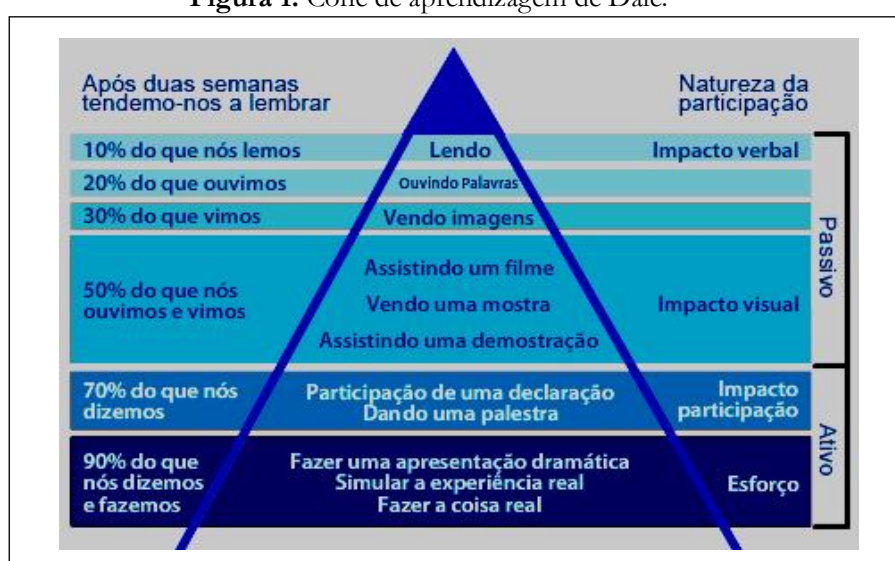 Figura 1. Cone de aprendizagem de Dale.
Após duas semanas
tendemo-nos a lembrar
Natureza da
participação
10% do que nós lemos
Lendo
Impacto verbal
20% do que ouvimos
Ouvindo Palavras
30% do que vimos
Vendo imagens
50% do que nós
ouvimos e vimos
Assistindo um filme
Vendo uma mostra
Assistindo uma demostração
Impacto visual
Passivo
70% do que nós
dizemos
Participação de uma declaração
Dando uma palestra
Impacto
participação
90% do que
nós dizemos
e fazemos
Fazer uma apresentação dramática
Simular a experiência real
Fazer a coisa real
Esforço
Ativo